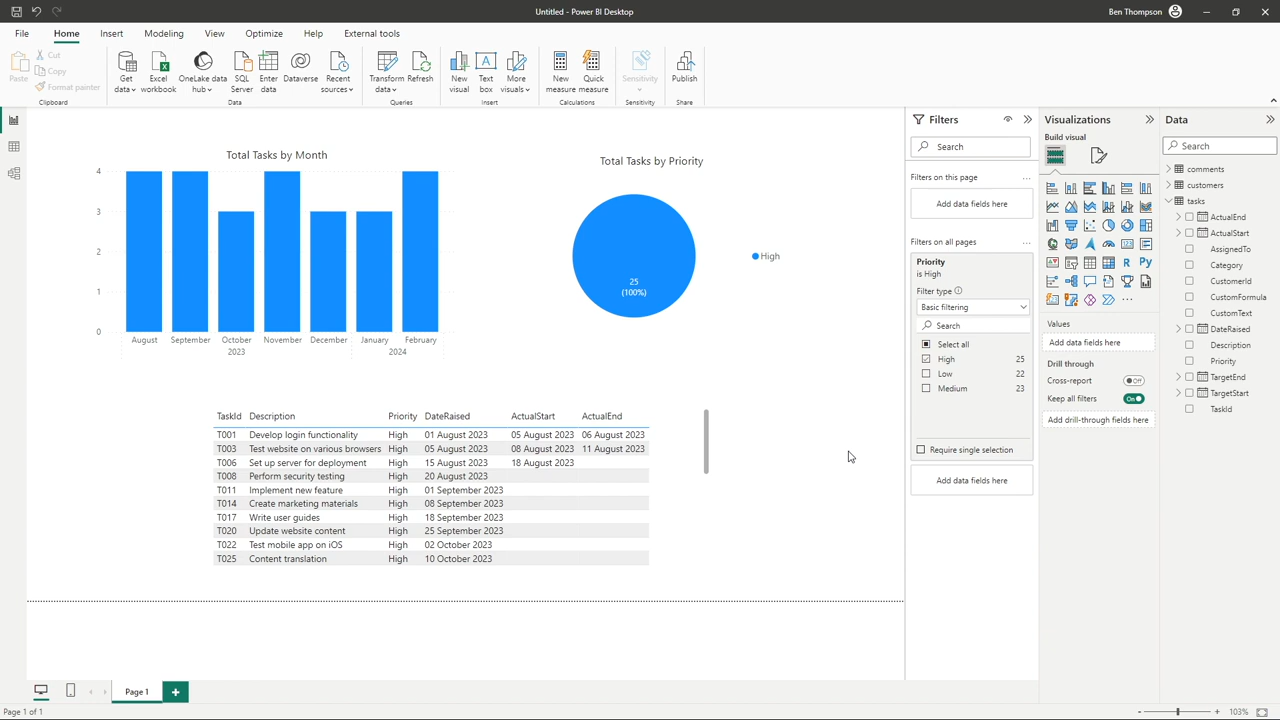 Untitled - Power BI Desktop
Ben Thompson
File Home Insert Modeling View Optimize Help External tools
Paste
Cut
Copy
Format painter
Clipboard
Get data
Excel workbook
OneLake data hub
SQL Server
Enter data
Dataverse
Recent sources
Data
Transform data
Refresh
Queries
New visual
Text box
More visuals
Insert
New measure
Quick measure
Calculations
Sensitivity
Sensitivity
Publish
Share
Total Tasks by Month
4
3
2
1
0
August September October November December January February
2023 2024
Total Tasks by Priority
25
(100%)
High
TaskId Description Priority DateRaised ActualStart ActualEnd
T001 Develop login functionality High 01 August 2023 05 August 2023 06 August 2023
T003 Test website on various browsers High 05 August 2023 08 August 2023 11 August 2023
T006 Set up server for deployment High 15 August 2023 18 August 2023
T008 Perform security testing High 20 August 2023
T011 Implement new feature High 01 September 2023
T014 Create marketing materials High 08 September 2023
T017 Write user guides High 18 September 2023
T020 Update website content High 25 September 2023
T022 Test mobile app on iOS High 02 October 2023
T025 Content translation High 10 October 2023
Filters
Search
Filters on this page
Add data fields here
Filters on all pages
Priority
is High
Filter type
Basic filtering
Search
Select all
High 25
Low 22
Medium 23
Require single selection
Add data fields here
Visualizations
Build visual
123
R
Py
Values
Add data fields here
Drill through
Cross-report
Off
Keep all filters
On
Add drill-through fields here
Data
Search
comments
customers
tasks
ActualEnd
ActualStart
AssignedTo
Category
CustomerId
CustomFormula
CustomText
DateRaised
Description
Priority
TargetEnd
TargetStart
TaskId
Page 1
Page 1 of 1
- + 103%